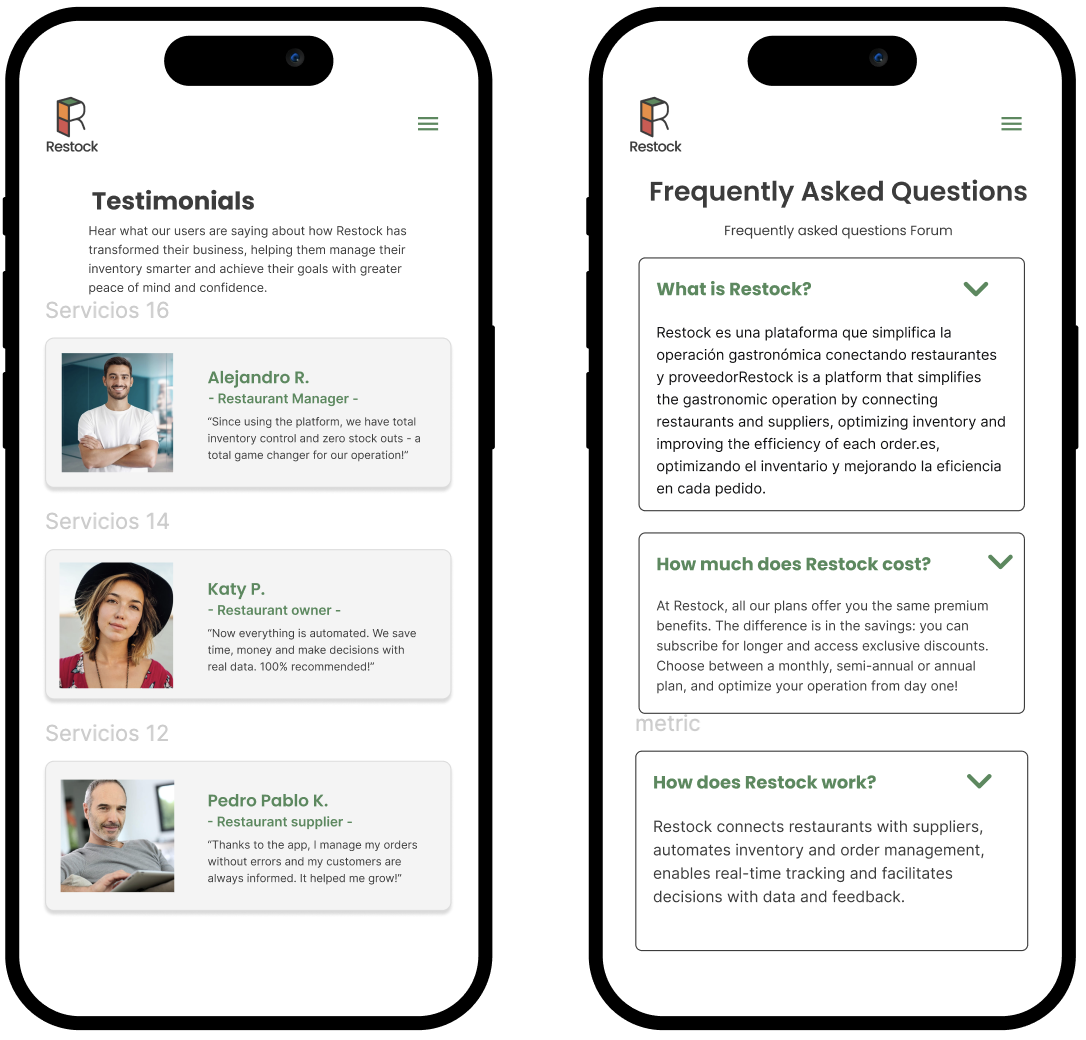 Restock
Testimonials
Hear what our users are saying about how Restock has
transformed their business, helping them manage their
inventory smarter and achieve their goals with greater
peace of mind and confidence.
Servicios 16
Alejandro R.
- Restaurant Manager -
“Since using the platform, we have total
inventory control and zero stock outs - a
total game changer for our operation!”
Servicios 14
Katy P.
- Restaurant owner -
“Now everything is automated. We save
time, money and make decisions with
real data. 100% recommended!”
Servicios 12
Pedro Pablo K.
- Restaurant supplier -
“Thanks to the app, I manage my orders
without errors and my customers are
always informed. It helped me grow!”
Restock
Frequently Asked Questions
Frequently asked questions Forum
What is Restock?
Restock es una plataforma que simplifica la
operación gastronómica conectando restaurantes
y proveedorRestock is a platform that simplifies
the gastronomic operation by connecting
restaurants and suppliers, optimizing inventory and
improving the efficiency of each order.es,
optimizando el inventario y mejorando la eficiencia
en cada pedido.
How much does Restock cost?
At Restock, all our plans offer you the same premium
benefits. The difference is in the savings: you can
subscribe for longer and access exclusive discounts.
Choose between a monthly, semi-annual or annual
plan, and optimize your operation from day one!
metric
How does Restock work?
Restock connects restaurants with suppliers,
automates inventory and order management,
enables real-time tracking and facilitates
decisions with data and feedback.